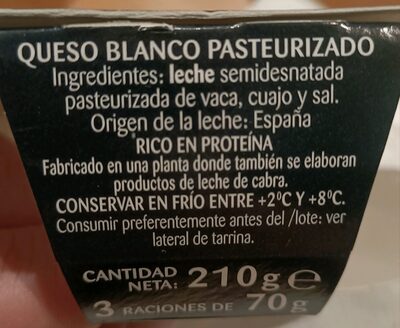 QUESO BLANCO PASTEURIZADO
Ingredientes: leche semidesnatada
pasteurizada de vaca, cuajo y sal.
Origen de la leche: España
RICO EN PROTEÍNA
Fabricado en una planta donde también se elaboran
productos de leche de cabra.
CONSERVAR EN FRÍO ENTRE +2ºC Y +8ºC.
Consumir preferentemente antes del /lote: ver
lateral de tarrina.
CANTIDAD
NETA: 210g℮
3 RACIONES DE 70g